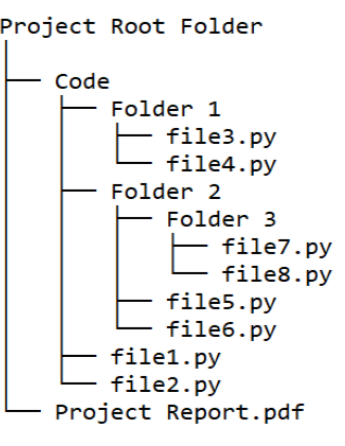 Project Root Folder
Code
Folder 1
file3.py
file4.py
Folder 2
Folder 3
file7.py
file8.py
file5.py
file6.py
file1.py
file2.py
Project Report.pdf